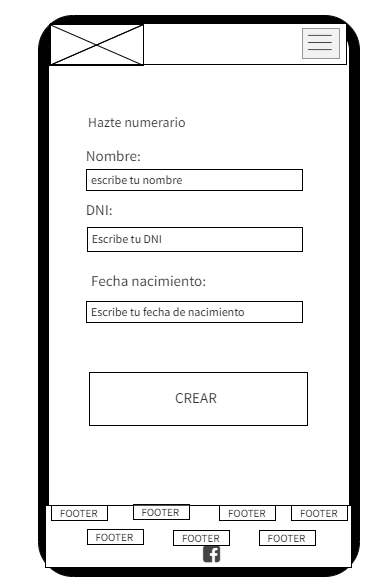 Hazte numerario
Nombre:
escribe tu nombre
DNI:
Escribe tu DNI
Fecha nacimiento:
Escribe tu fecha de nacimiento
CREAR
FOOTER FOOTER FOOTER FOOTER
FOOTER FOOTER FOOTER